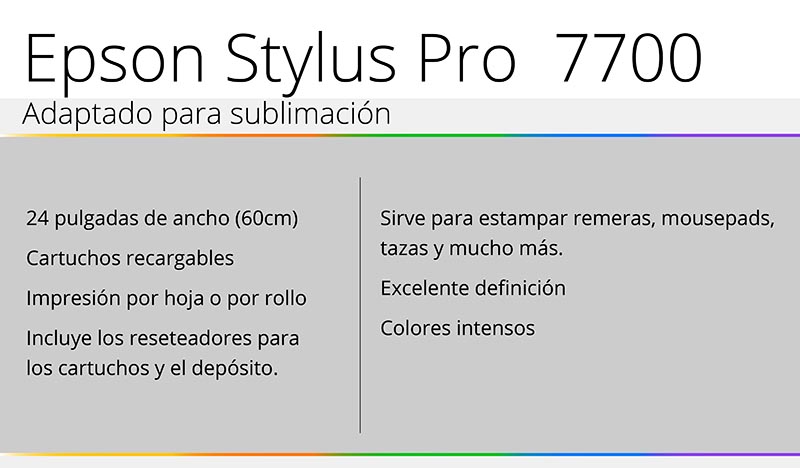 Epson Stylus Pro 7700
Adaptado para sublimación
24 pulgadas de ancho (60cm)
Cartuchos recargables
Impresión por hoja o por rollo
Incluye los reseteadores para
los cartuchos y el depósito.
Sirve para estampar remeras, mousepads,
tazas y mucho más.
Excelente definición
Colores intensos